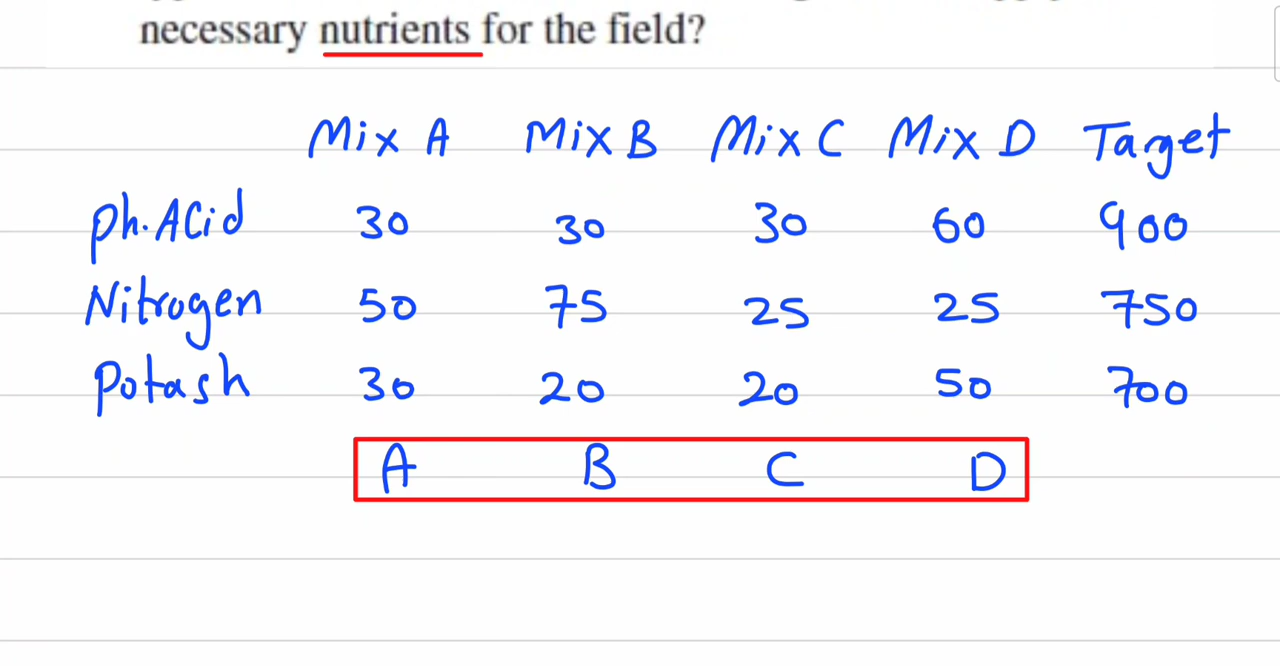 necessary nutrients for the field?
Mix A Mix B Mix C Mix D Target
Ph. Acid 30 30 30 60 900
Nitrogen 50 75 25 25 750
Potash 30 20 20 50 700
A B C D